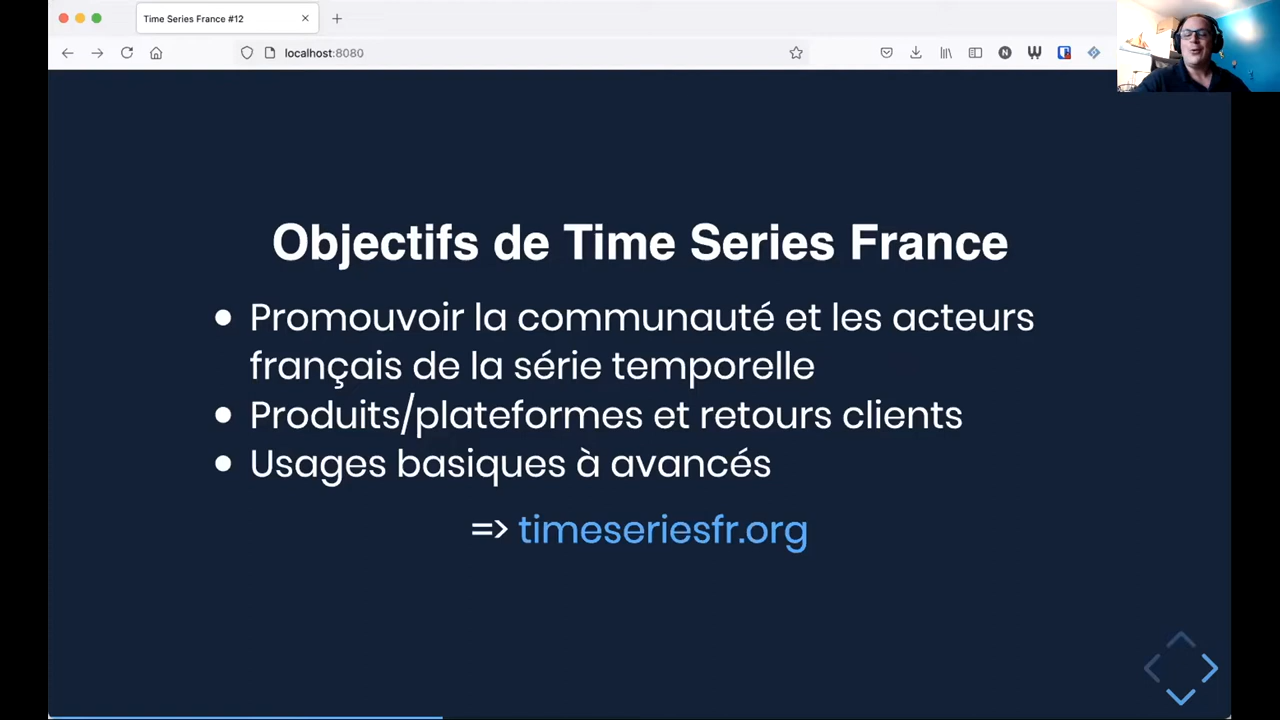 Time Series France #12
localhost:8080
Objectifs de Time Series France
Promouvoir la communauté et les acteurs
français de la série temporelle
Produits/plateformes et retours clients
Usages basiques à avancés
=> timeseriesfr.org